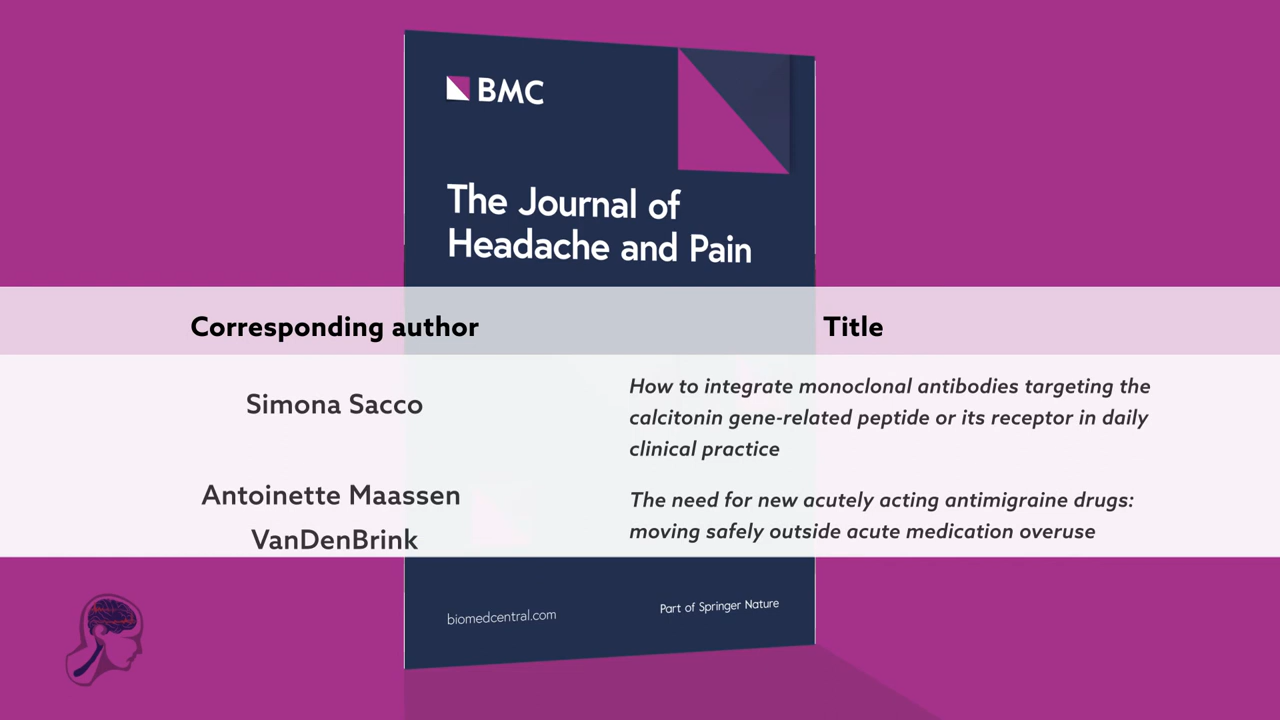 BMC
The Journal of
Headache and Pain
Corresponding author
Title
Simona Sacco
How to integrate monoclonal antibodies targeting the
calcitonin gene-related peptide or its receptor in daily
clinical practice
Antoinette Maassen
VanDenBrink
The need for new acutely acting antimigraine drugs:
moving safely outside acute medication overuse
biomedcentral.com
Part of Springer Nature